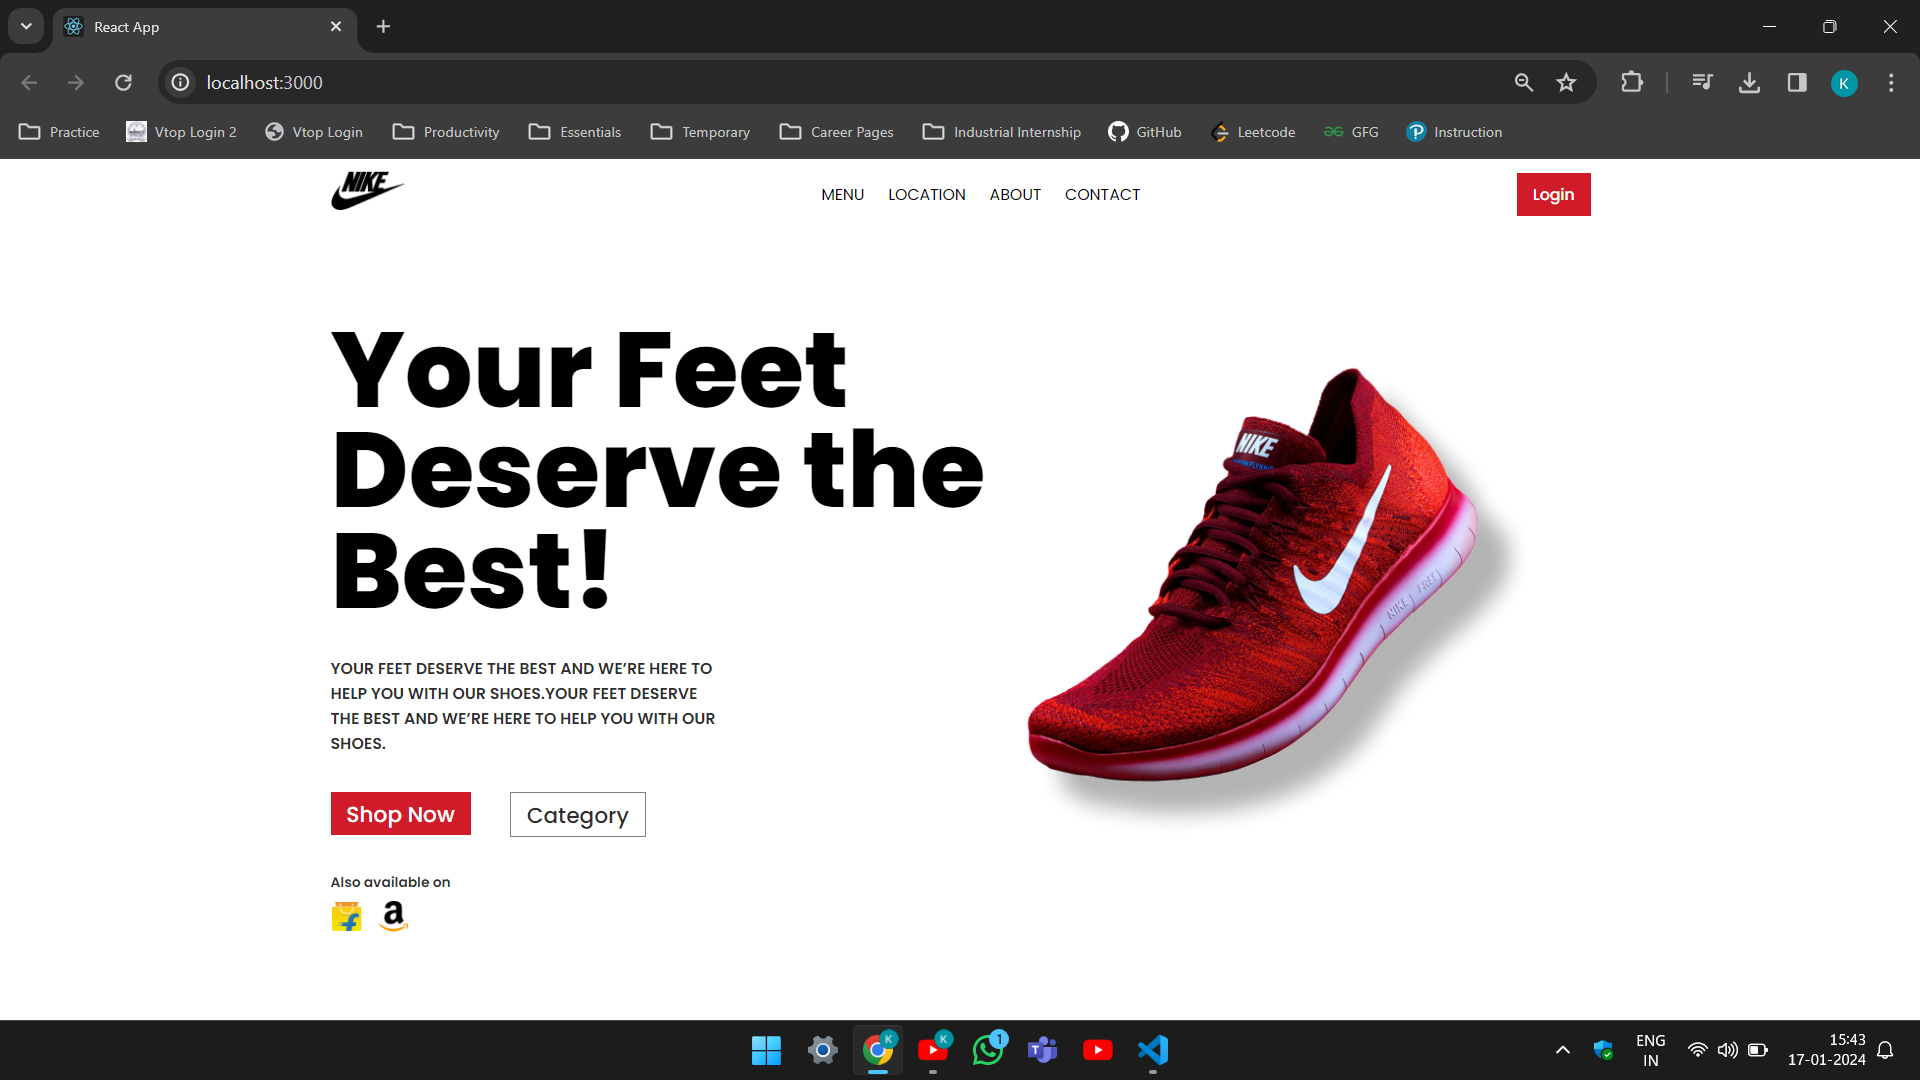 React App
localhost:3000
K
Practice
Vtop Login 2
Vtop Login
Productivity
Essentials
Temporary
Career Pages
Industrial Internship
GitHub
Leetcode
GFG
Instruction
NIKE
MENU
LOCATION
ABOUT
CONTACT
Login
Your Feet
Deserve the
Best!
NIKE
NIKE FREE
YOUR FEET DESERVE THE BEST AND WE’RE HERE TO
HELP YOU WITH OUR SHOES.YOUR FEET DESERVE
THE BEST AND WE’RE HERE TO HELP YOU WITH OUR
SHOES.
Shop Now
Category
Also available on
f
a
K
K
1
T
ENG
IN
15:43
17-01-2024